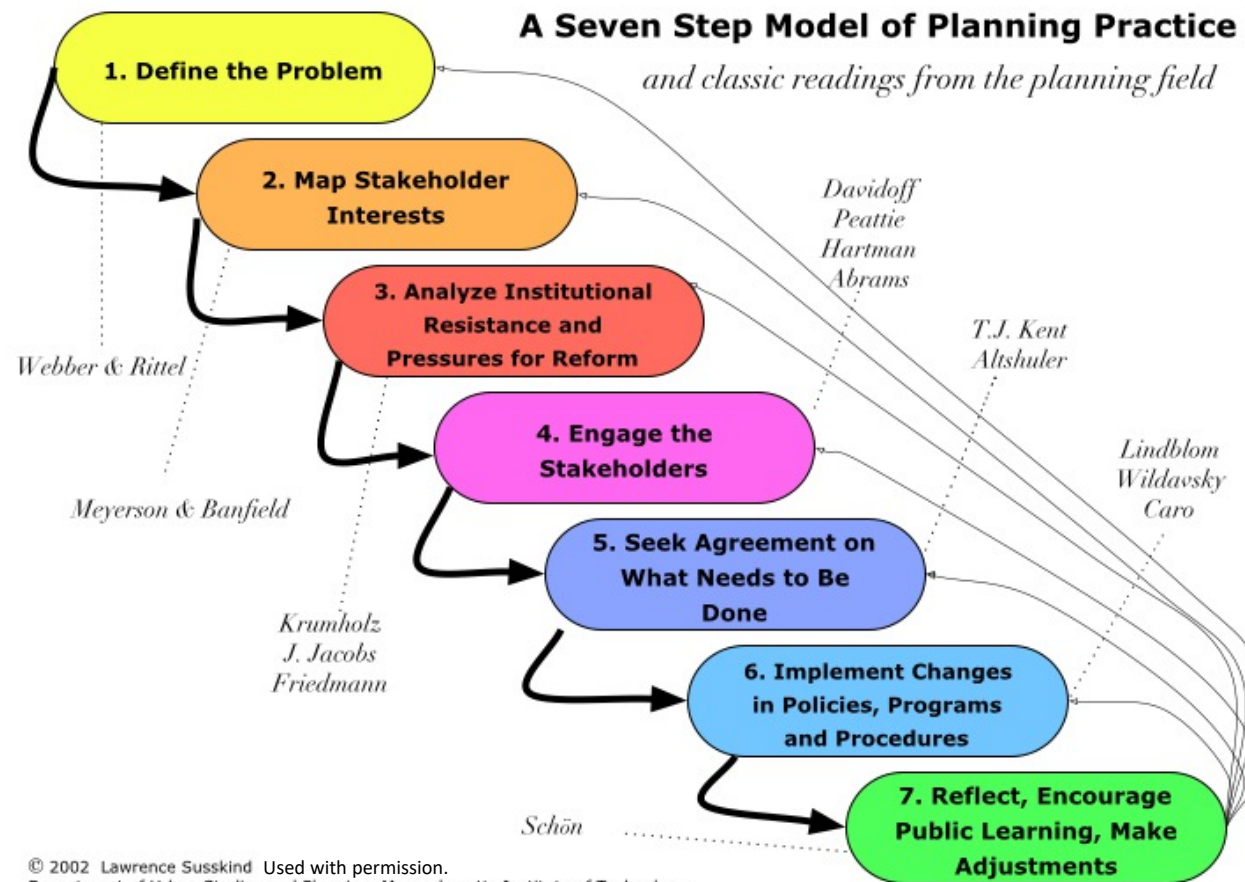 A Seven Step Model of Planning Practice
and classic readings from the planning field
1. Define the Problem
2. Map Stakeholder
Interests
3. Analyze Institutional
Resistance and
Pressures for Reform
4. Engage the
Stakeholders
5. Seek Agreement on
What Needs to Be
Done
6. Implement Changes
in Policies, Programs
and Procedures
7. Reflect, Encourage
Public Learning, Make
Adjustments
Webber & Rittel
Meyerson & Banfield
Krumholz
J. Jacobs
Friedmann
Davidoff
Peattie
Hartman
Abrams
T.J. Kent
Altshuler
Lindblom
Wildavsky
Caro
Schön
© 2002 Lawrence Susskind Used with permission.